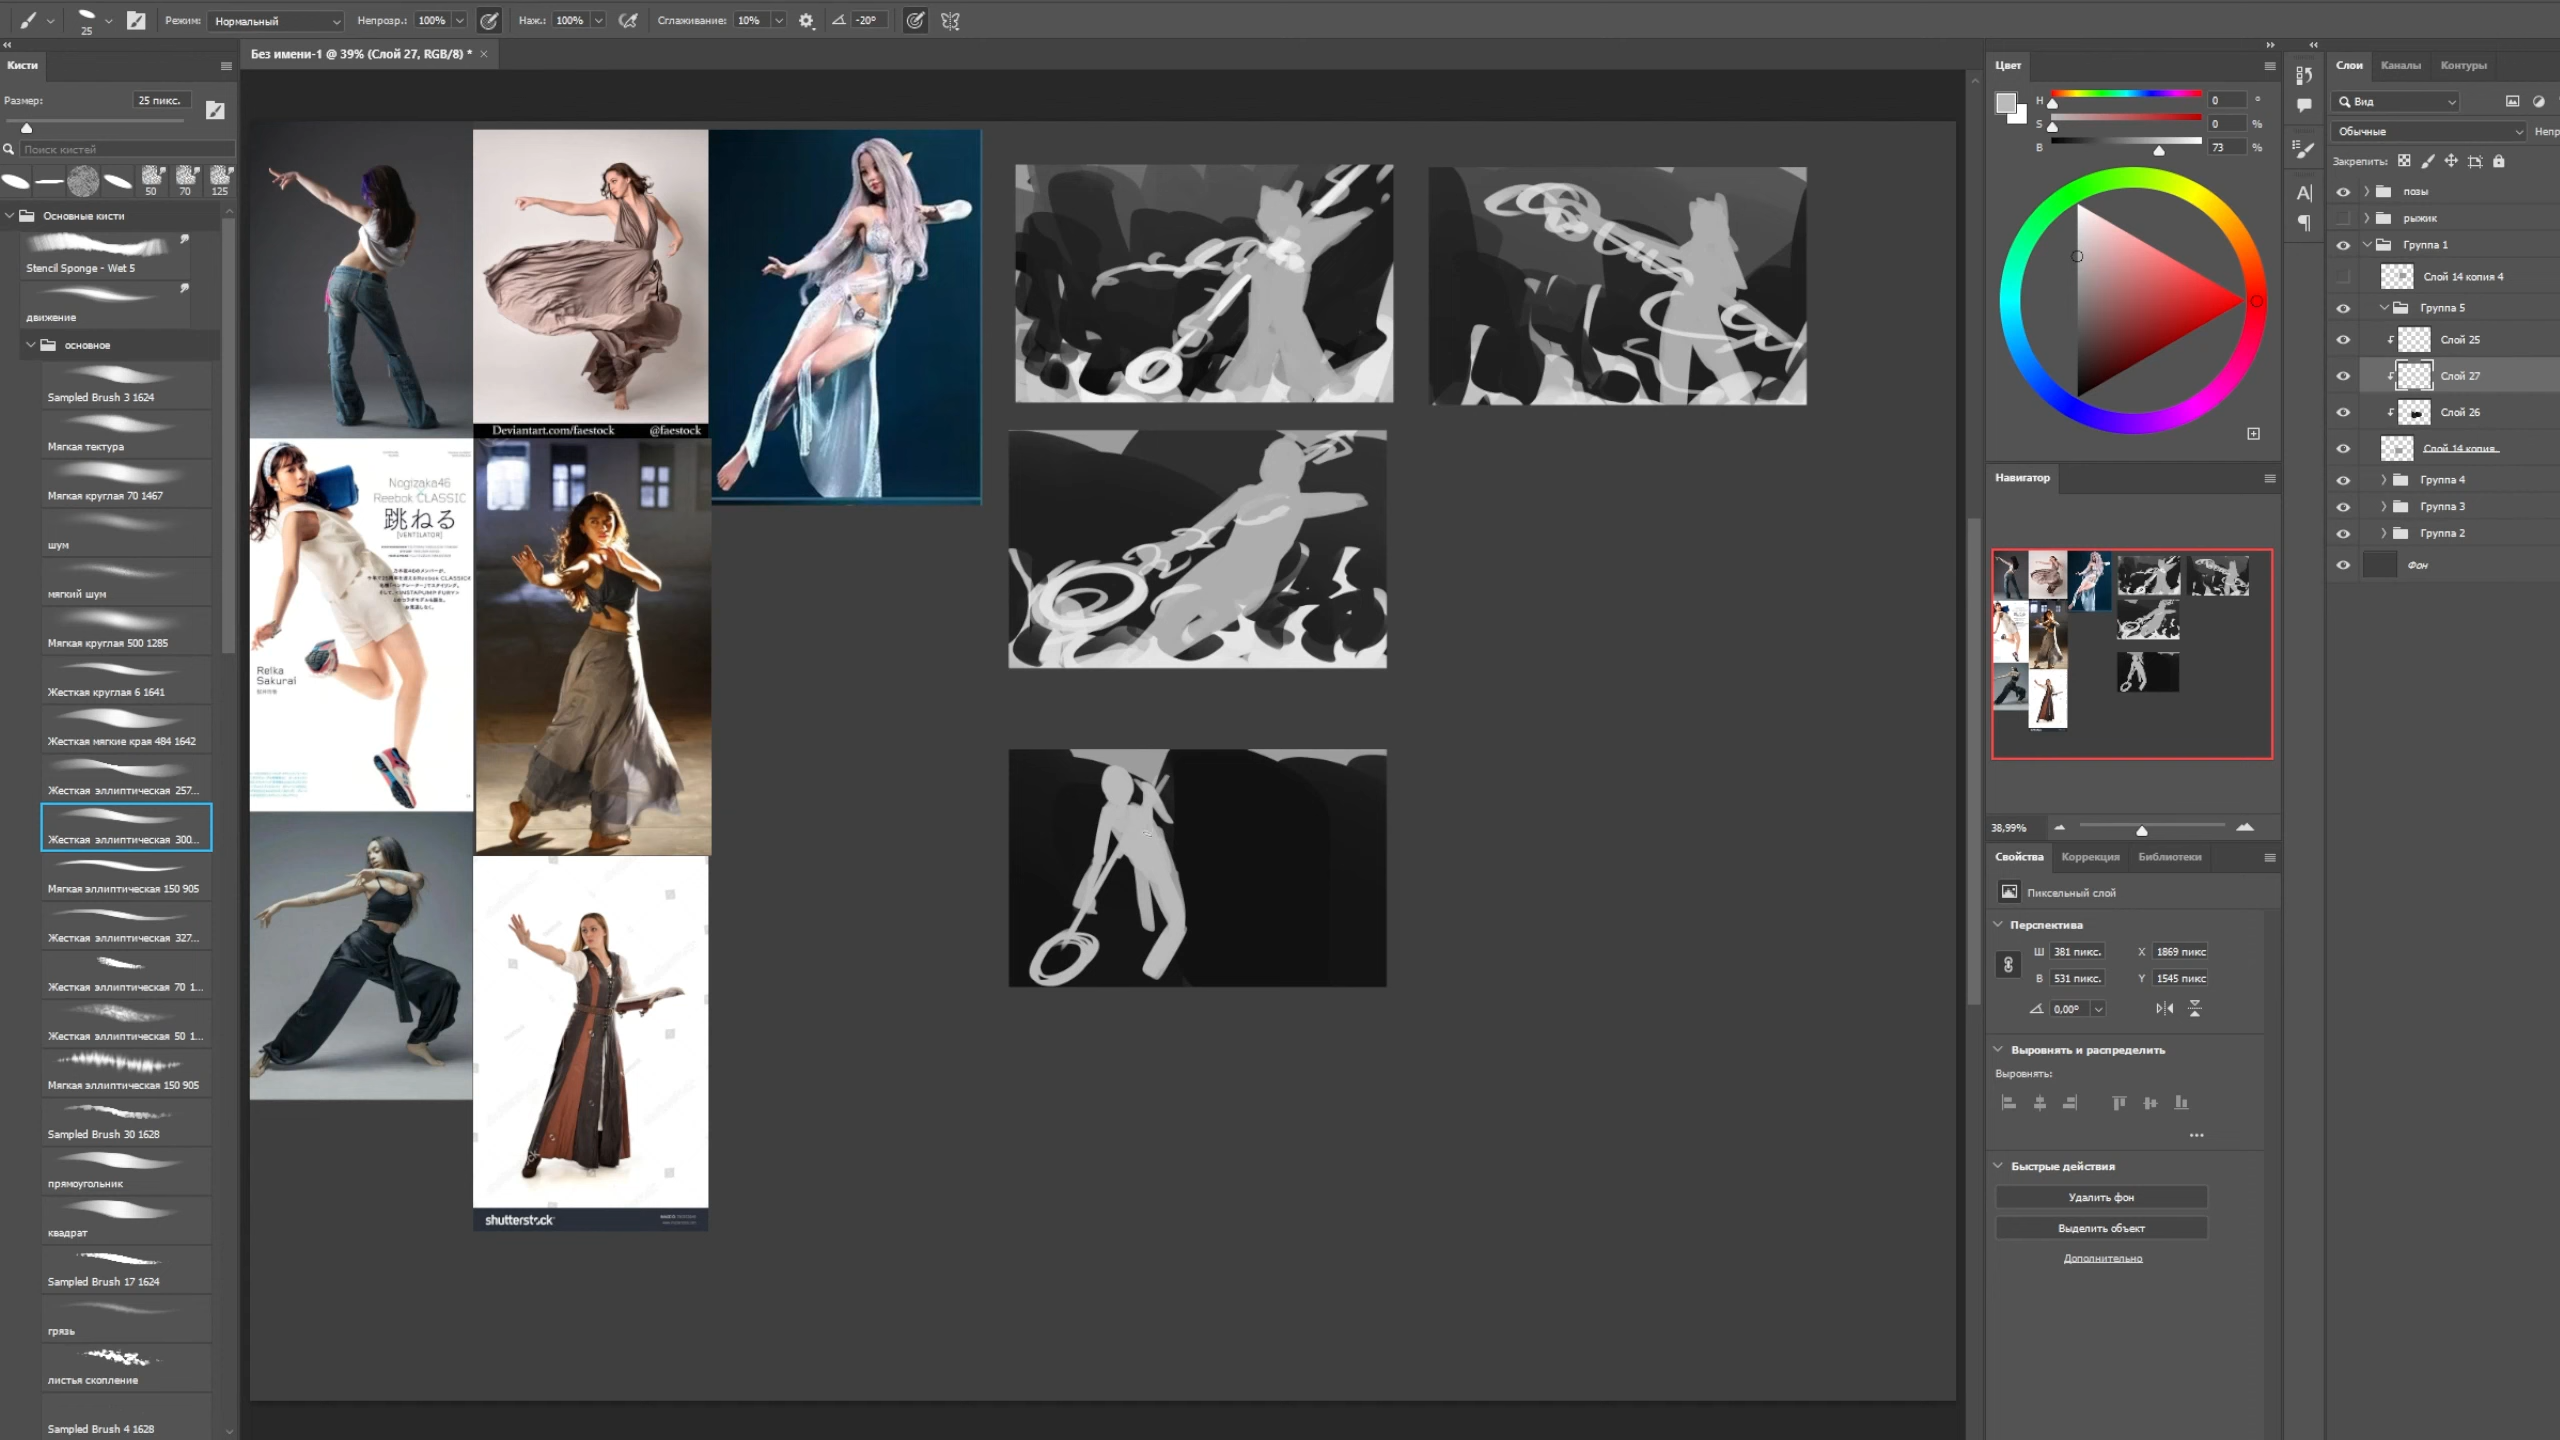 25
Режим:
Нормальный
Непрозр.: 100%
Наж.: 100%
Сглаживание: 10%
-20°
Без имени-1 @ 39% (Слой 27, RGB/8) *
Кисти
Размер:
25 пикс.
Поиск кистей
50
70
125
Основные кисти
Stencil Sponge - Wet 5
движение
основное
Sampled Brush 3 1624
Мягкая тектура
Мягкая круглая 70 1467
шум
мягкий шум
Мягкая круглая 500 1285
Жесткая круглая 6 1641
Жесткая мягкие края 484 1642
Жесткая эллиптическая 257...
Жесткая эллиптическая 300...
Мягкая эллиптическая 150 905
Жесткая эллиптическая 327...
Жесткая эллиптическая 70 1...
Жесткая эллиптическая 50 1...
Мягкая эллиптическая 150 905
Sampled Brush 30 1628
прямоугольник
квадрат
Sampled Brush 17 1624
грязь
листья скопление
Sampled Brush 4 1628
Deviantart.com/faestock
@faestock
Nogizaka46
Reebok CLASSIC
跳ねる
[VENTILATOR]
Reika
Sakurai
shutterstock
Цвет
H 0 °
S 0 %
B 73 %
Навигатор
38,99%
Свойства
Коррекция
Библиотеки
Пиксельный слой
Перспектива
Ш 381 пикс.
X 1869 пикс
В 531 пикс.
Y 1545 пикс
0,00°
Выровнять и распределить
Выровнять:
Быстрые действия
Удалить фон
Выделить объект
Дополнительно
Слои
Каналы
Контуры
Вид
Обычные
Непр
Закрепить:
позы
рыжик
Группа 1
Слой 14 копия 4
Группа 5
Слой 25
Слой 27
Слой 26
Слой 14 копия...
Группа 4
Группа 3
Группа 2
Фон